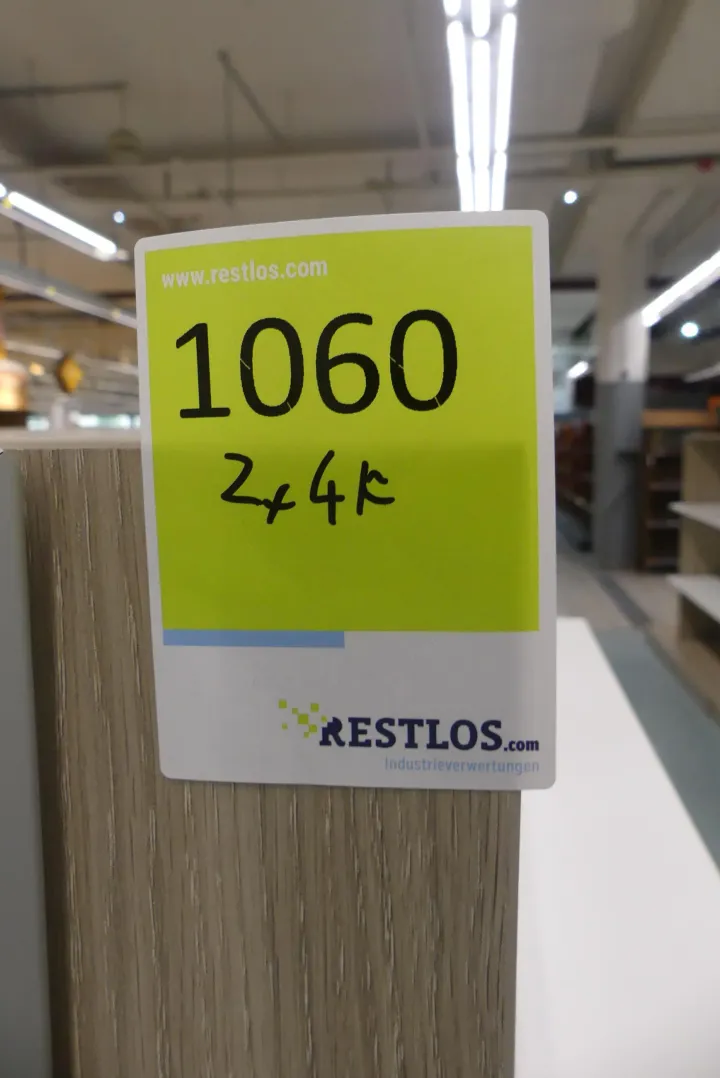 www.restlos.com
1060
2x4k
RESTLOS.com
Industrieverwertungen